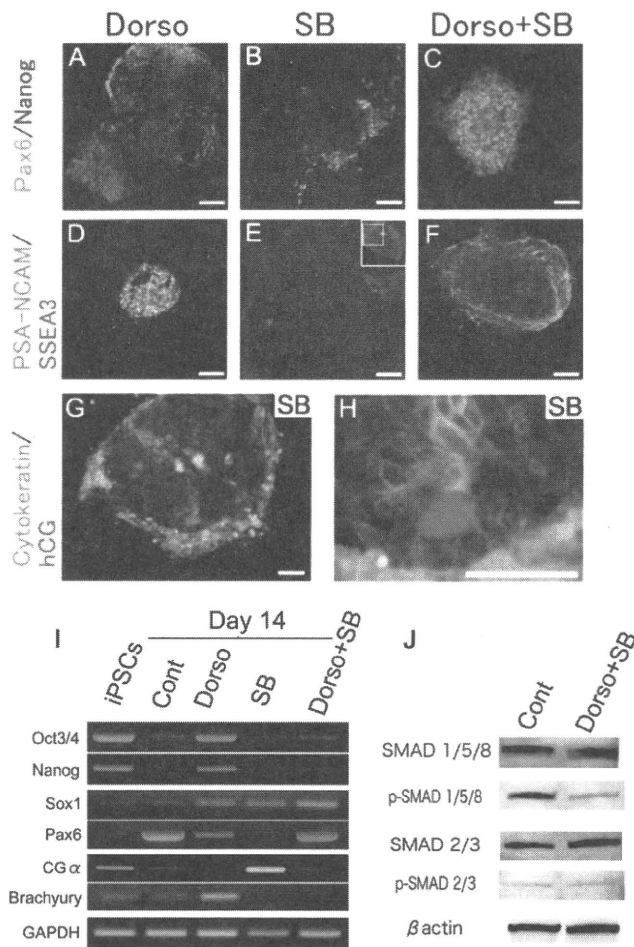 Dorso SB Dorso+SB
Pax6/Nanog
A B C
PSA-NCAM/
SSEA3
D E F
Cytokeratin/
hCG
G SB H SB
I
Day 14
iPSCs Cont Dorso SB Dorso+SB
Oct3/4
Nanog
Sox1
Pax6
CGα
Brachyury
GAPDH
J
Cont Dorso+SB
SMAD 1/5/8
p-SMAD 1/5/8
SMAD 2/3
p-SMAD 2/3
βactin